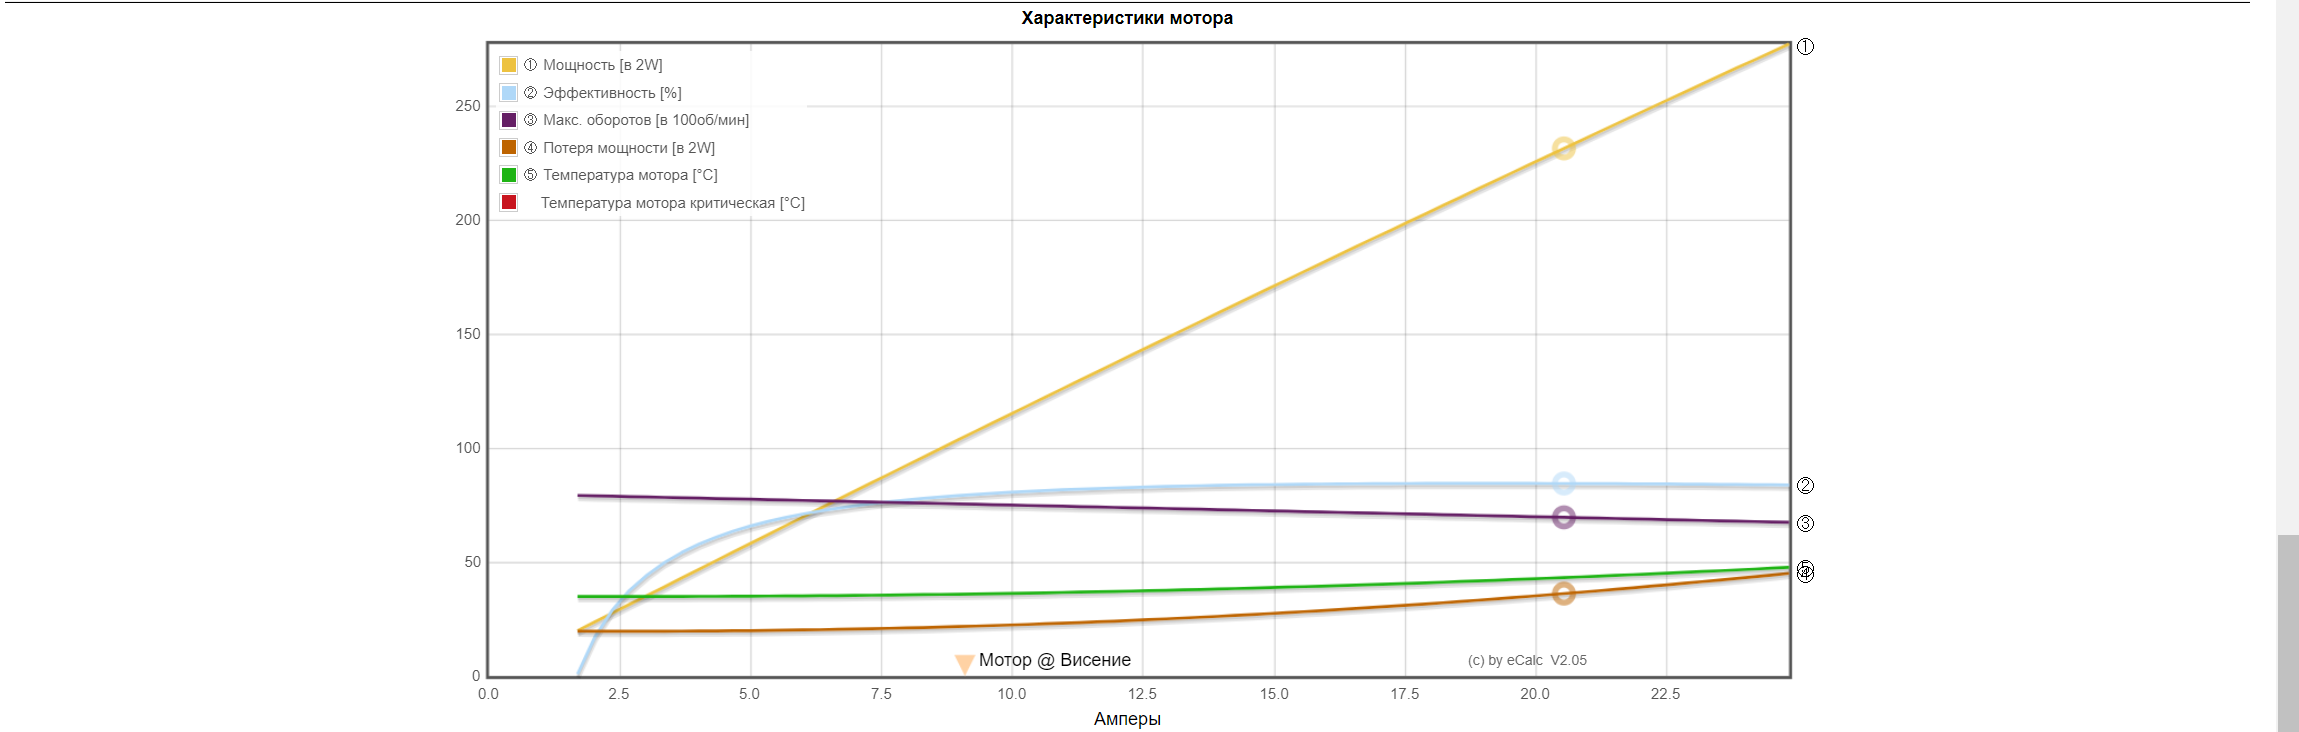 Характеристики мотора
① Мощность [в 2W]
② Эффективность [%]
③ Макс. оборотов [в 100об/мин]
④ Потеря мощности [в 2W]
⑤ Температура мотора [°C]
Температура мотора критическая [°C]
250
200
150
100
50
0
①
②
③
⑤
④
Мотор @ Висение
(c) by eCalc V2.05
0.0 2.5 5.0 7.5 10.0 12.5 15.0 17.5 20.0 22.5
Амперы